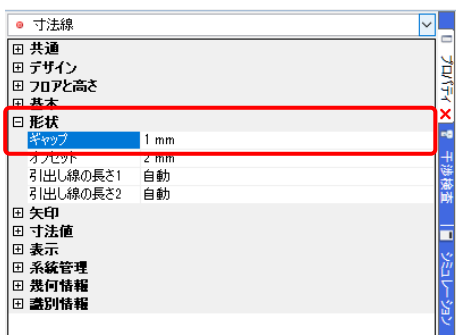 寸法線
共通
デザイン
フロアと高さ
基本
形状
ギャップ 1 mm
オフセット 2 mm
引出し線の長さ1 自動
引出し線の長さ2 自動
矢印
寸法値
表示
系統管理
幾何情報
識別情報
プロパティ
干渉検査
シミュレーション